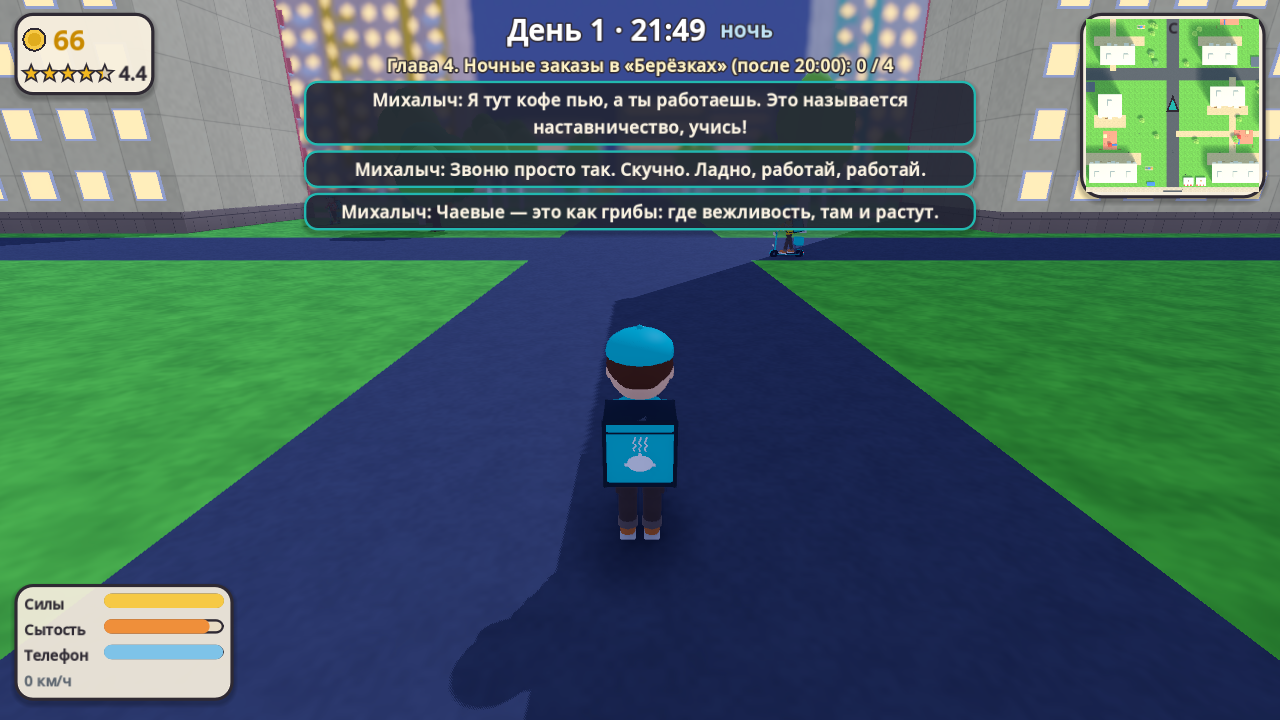 66
4.4
День 1 · 21:49 ночь
Глава 4. Ночные заказы в «Берёзках» (после 20:00): 0 / 4
Михалыч: Я тут кофе пью, а ты работаешь. Это называется
наставничество, учись!
Михалыч: Звоню просто так. Скучно. Ладно, работай, работай.
Михалыч: Чаевые — это как грибы: где вежливость, там и растут.
С
Силы
Сытость
Телефон
0 км/ч